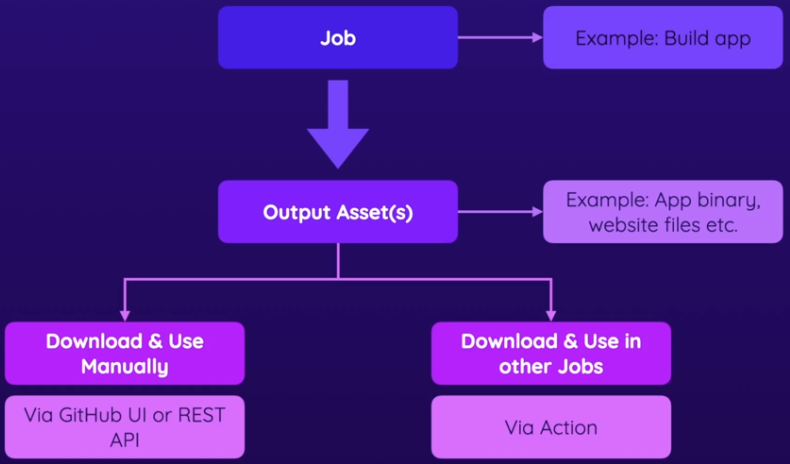 Job
Example: Build app
Output Asset(s)
Example: App binary,
website files etc.
Download & Use
Manually
Download & Use in
other Jobs
Via GitHub UI or REST
API
Via Action